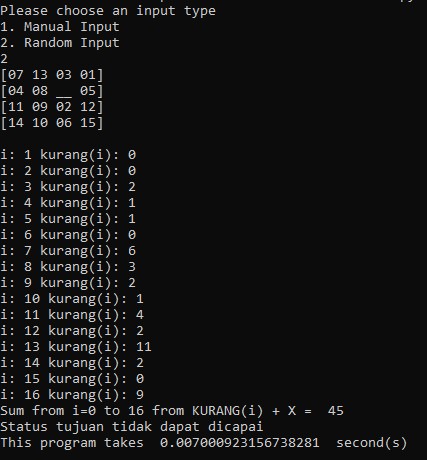 Please choose an input type
1. Manual Input
2. Random Input
2
[07 13 03 01]
[04 08 __ 05]
[11 09 02 12]
[14 10 06 15]
i: 1 kurang(i): 0
i: 2 kurang(i): 0
i: 3 kurang(i): 2
i: 4 kurang(i): 1
i: 5 kurang(i): 1
i: 6 kurang(i): 0
i: 7 kurang(i): 6
i: 8 kurang(i): 3
i: 9 kurang(i): 2
i: 10 kurang(i): 1
i: 11 kurang(i): 4
i: 12 kurang(i): 2
i: 13 kurang(i): 11
i: 14 kurang(i): 2
i: 15 kurang(i): 0
i: 16 kurang(i): 9
Sum from i=0 to 16 from KURANG(i) + X =  45
Status tujuan tidak dapat dicapai
This program takes  0.007000923156738281  second(s)